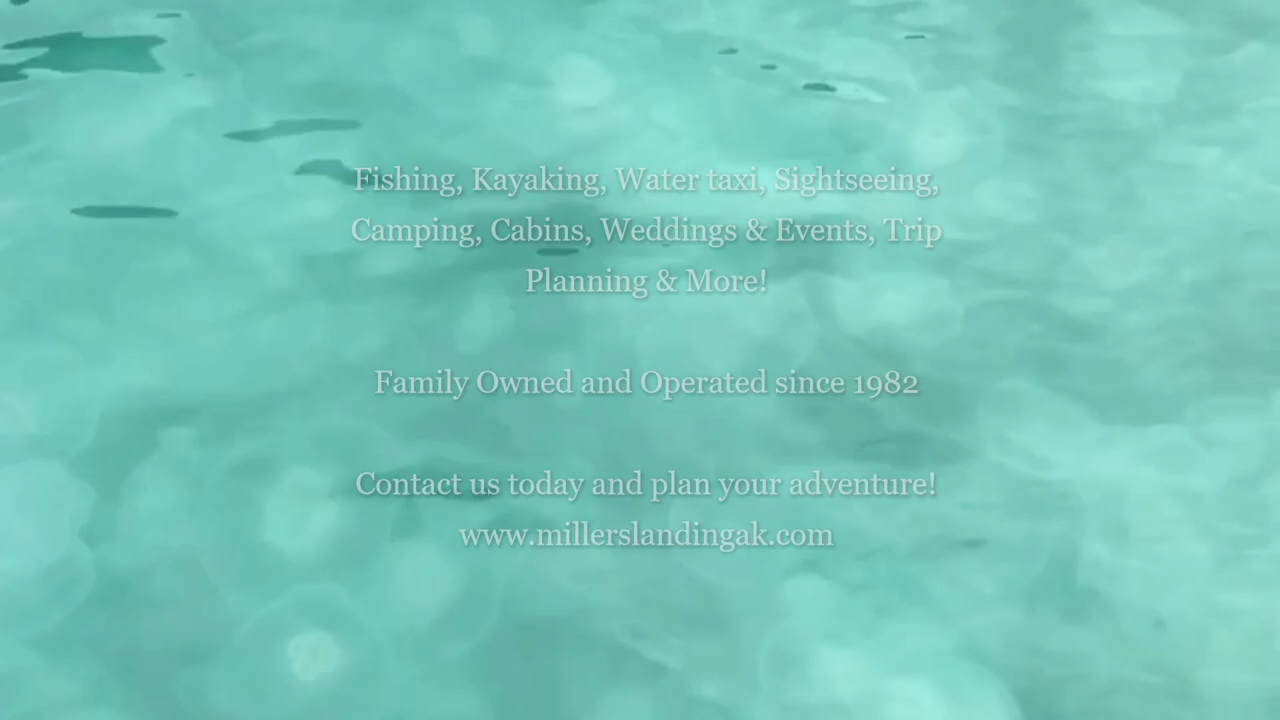 Fishing, Kayaking, Water taxi, Sightseeing,
Camping, Cabins, Weddings & Events, Trip
Planning & More!
Family Owned and Operated since 1982
Contact us today and plan your adventure!
www.millerslandingak.com